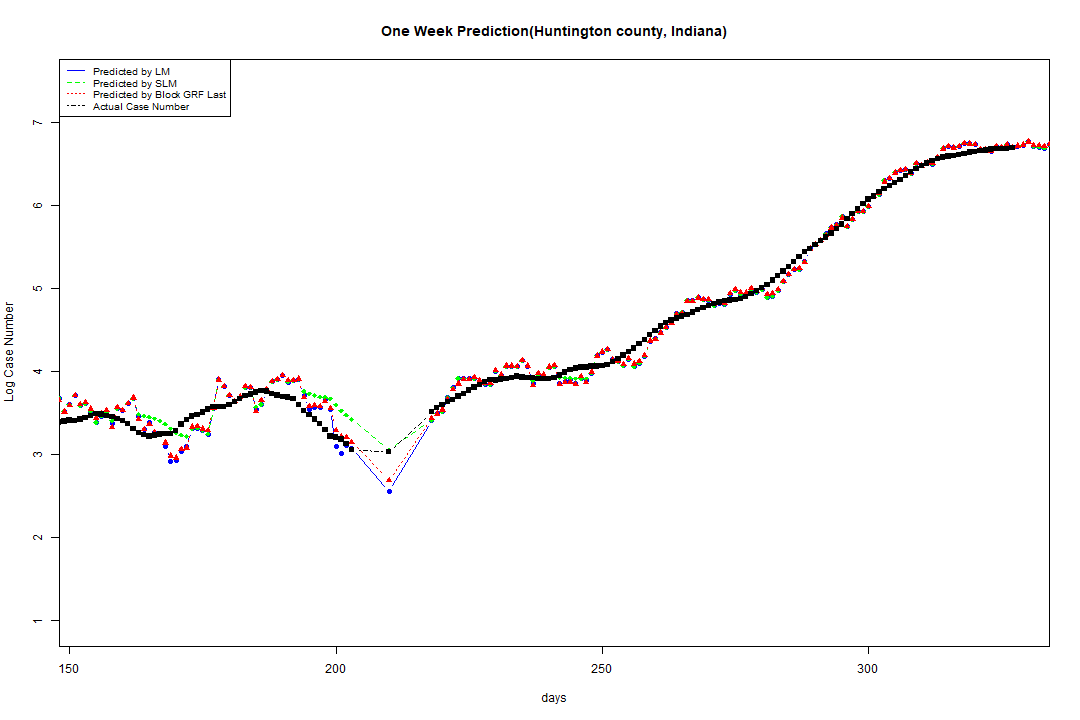 One Week Prediction(Huntington county, Indiana)
Predicted by LM
Predicted by SLM
Predicted by Block GRF Last
Actual Case Number
7
6
5
4
3
2
1
Log Case Number
150 200 250 300
days